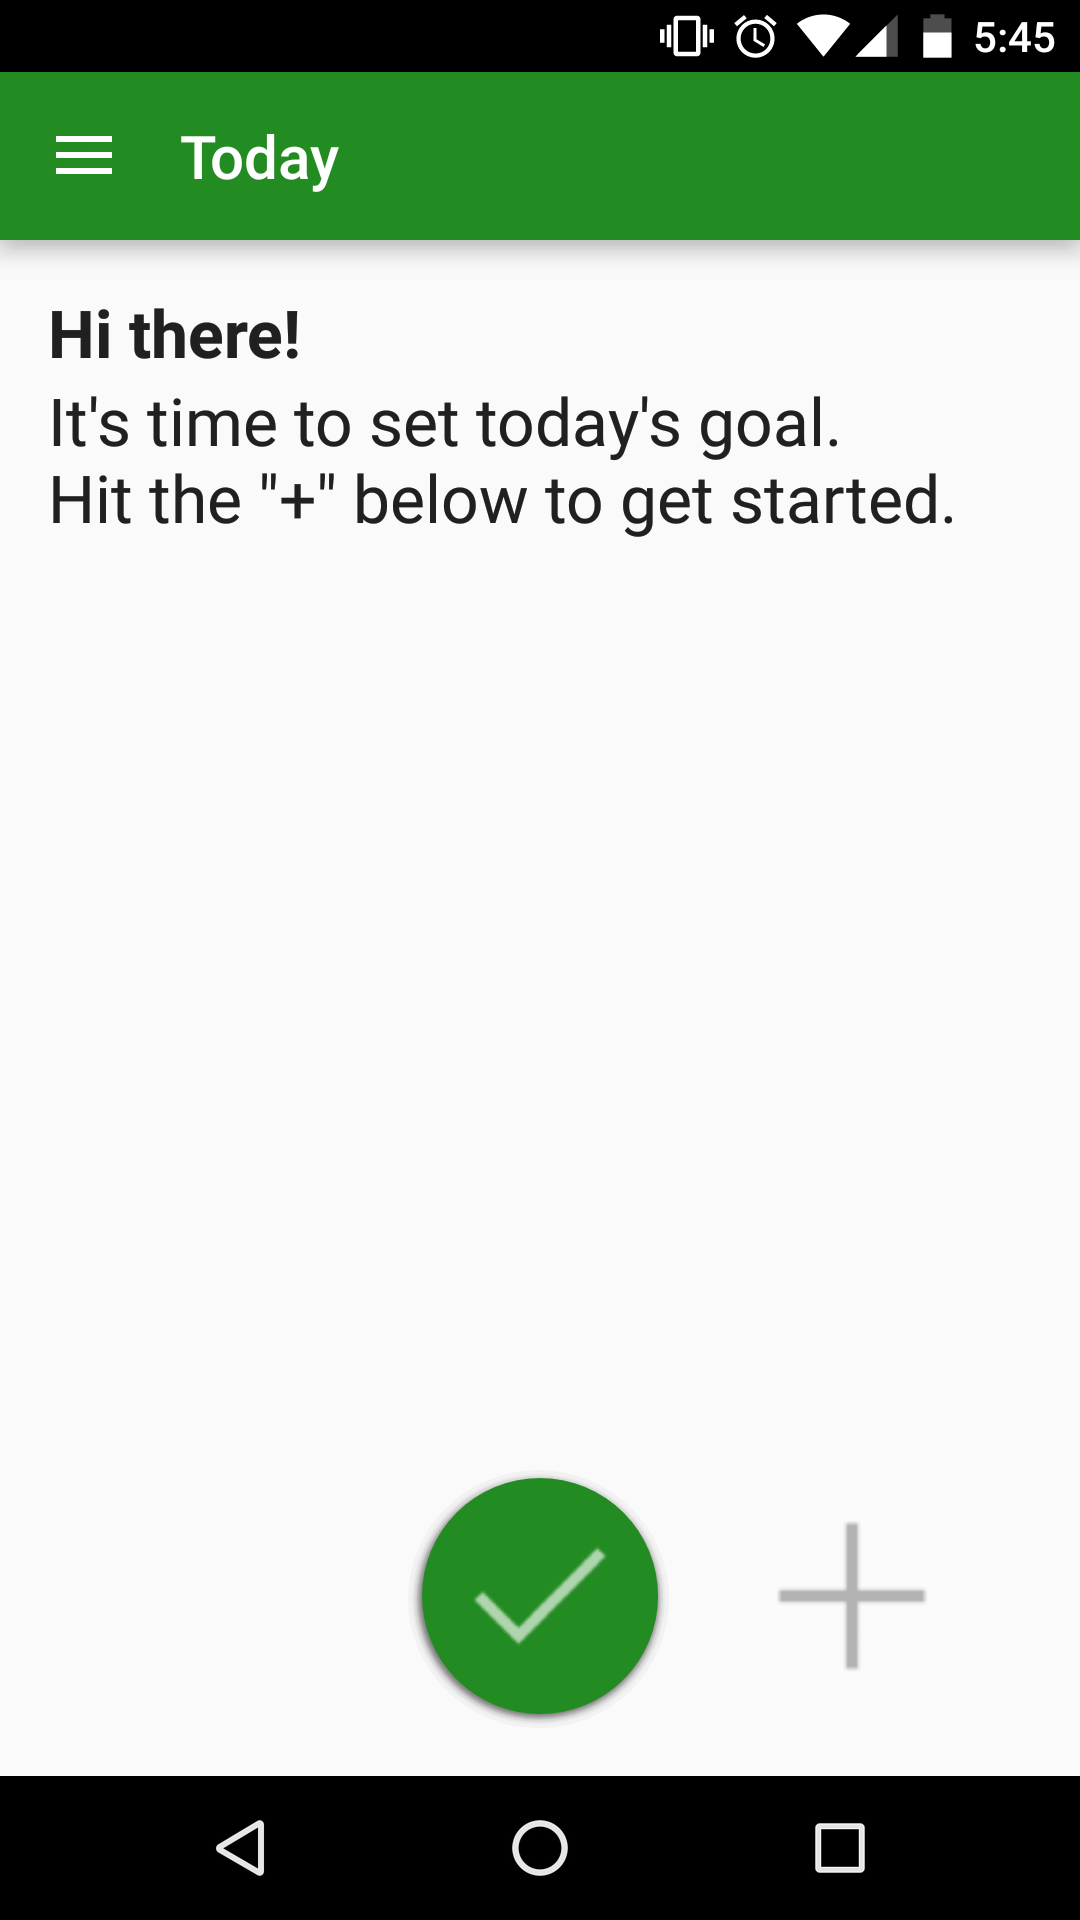 5:45
Today
Hi there!
It's time to set today's goal.
Hit the "+" below to get started.